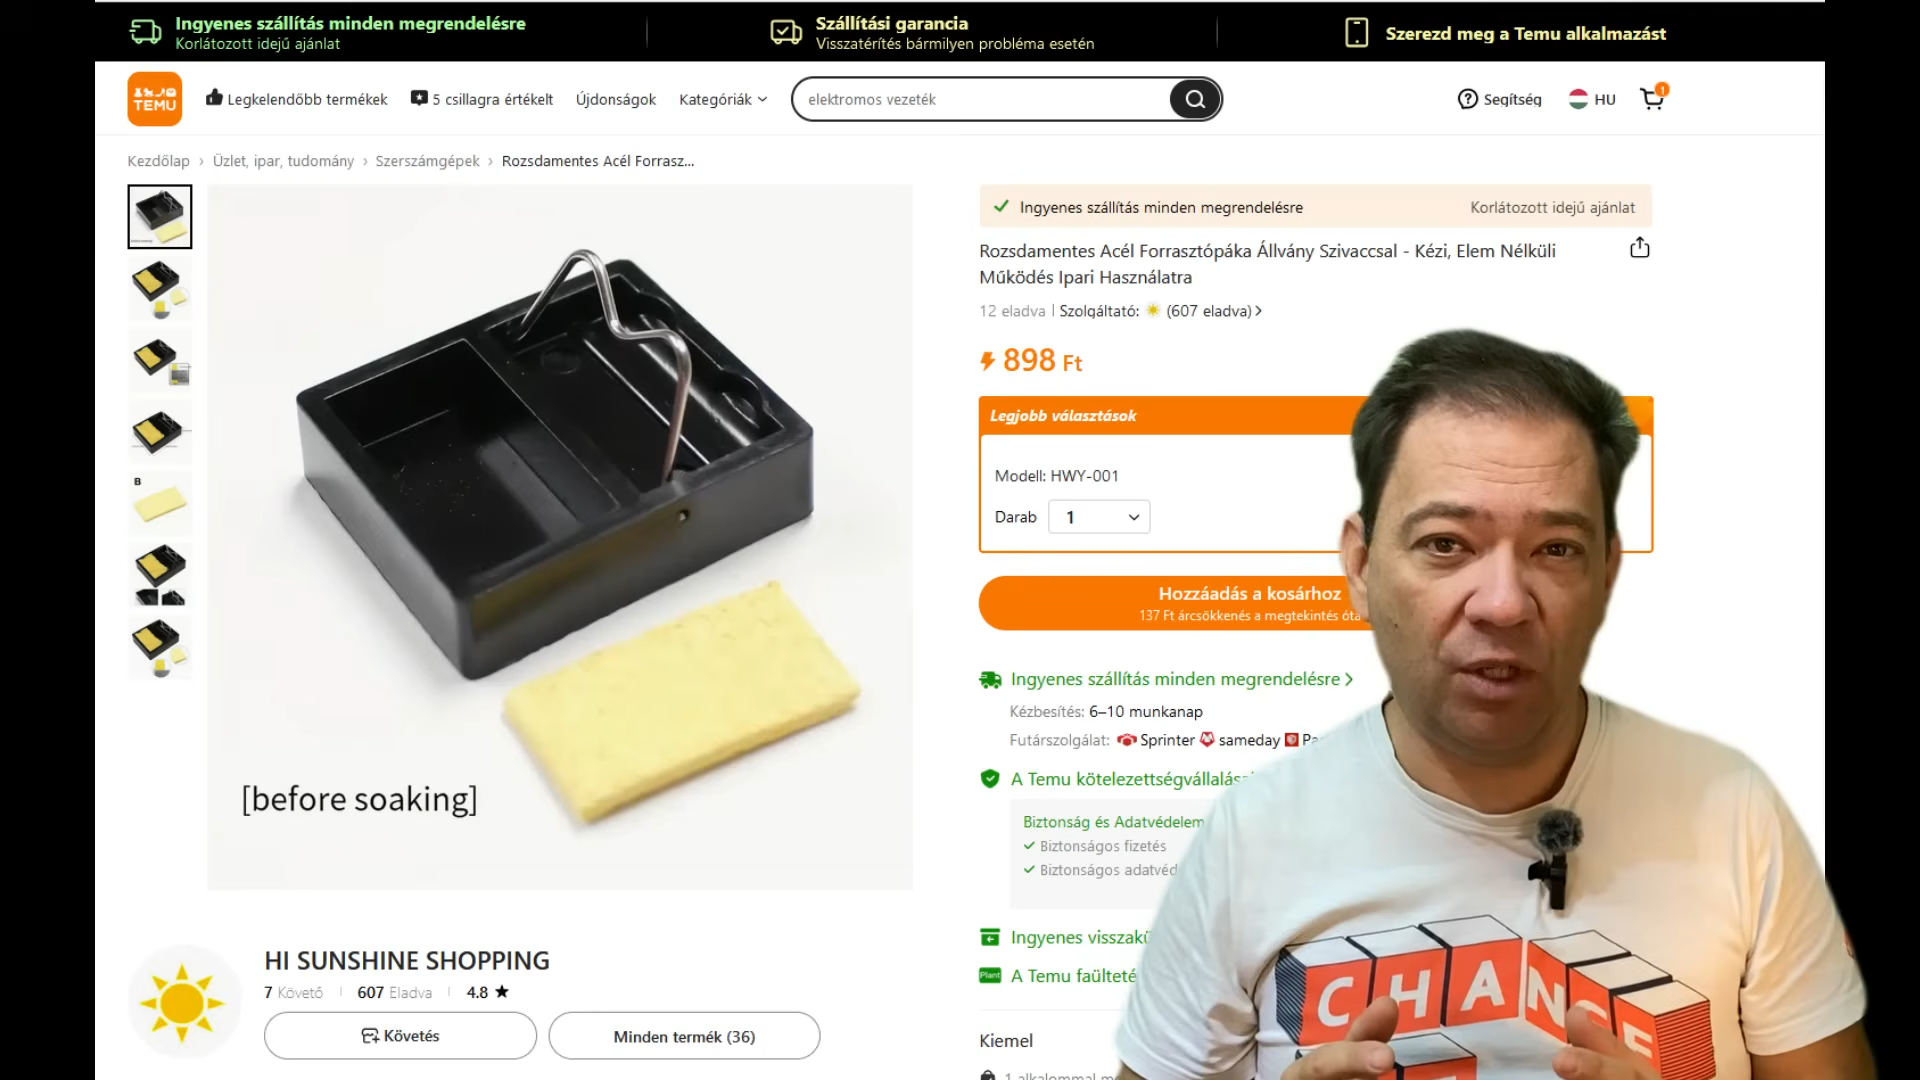 Ingyenes szállítás minden megrendelésre
Korlátozott idejű ajánlat
Szállítási garancia
Visszatérítés bármilyen probléma esetén
Szerezd meg a Temu alkalmazást
TEMU
Legkelendőbb termékek
5 csillagra értékelt
Újdonságok
Kategóriák
elektromos vezeték
Segítség
HU
1
Kezdőlap › Üzlet, ipar, tudomány › Szerszámgépek › Rozsdamentes Acél Forrasz...
B
[before soaking]
Ingyenes szállítás minden megrendelésre
Korlátozott idejű ajánlat
Rozsdamentes Acél Forrasztópáka Állvány Szivaccsal - Kézi, Elem Nélküli
Működés Ipari Használatra
12 eladva | Szolgáltató: (607 eladva)
898 Ft
Legjobb választások
Modell: HWY-001
Darab 1
Hozzáadás a kosárhoz
137 Ft árcsökkenés a megtekintés óta
Ingyenes szállítás minden megrendelésre
Kézbesítés: 6–10 munkanap
Futárszolgálat: Sprinter sameday
A Temu
Biztonság és
Biztonságos fizetés
Biztonságos
Ingyenes
Plant
A Temu
HI SUNSHINE SHOPPING
7 Követő | 607 Eladva | 4.8 ★
Követés
Minden termék (36)
Kiemel
1 alkalommal
CHANGE